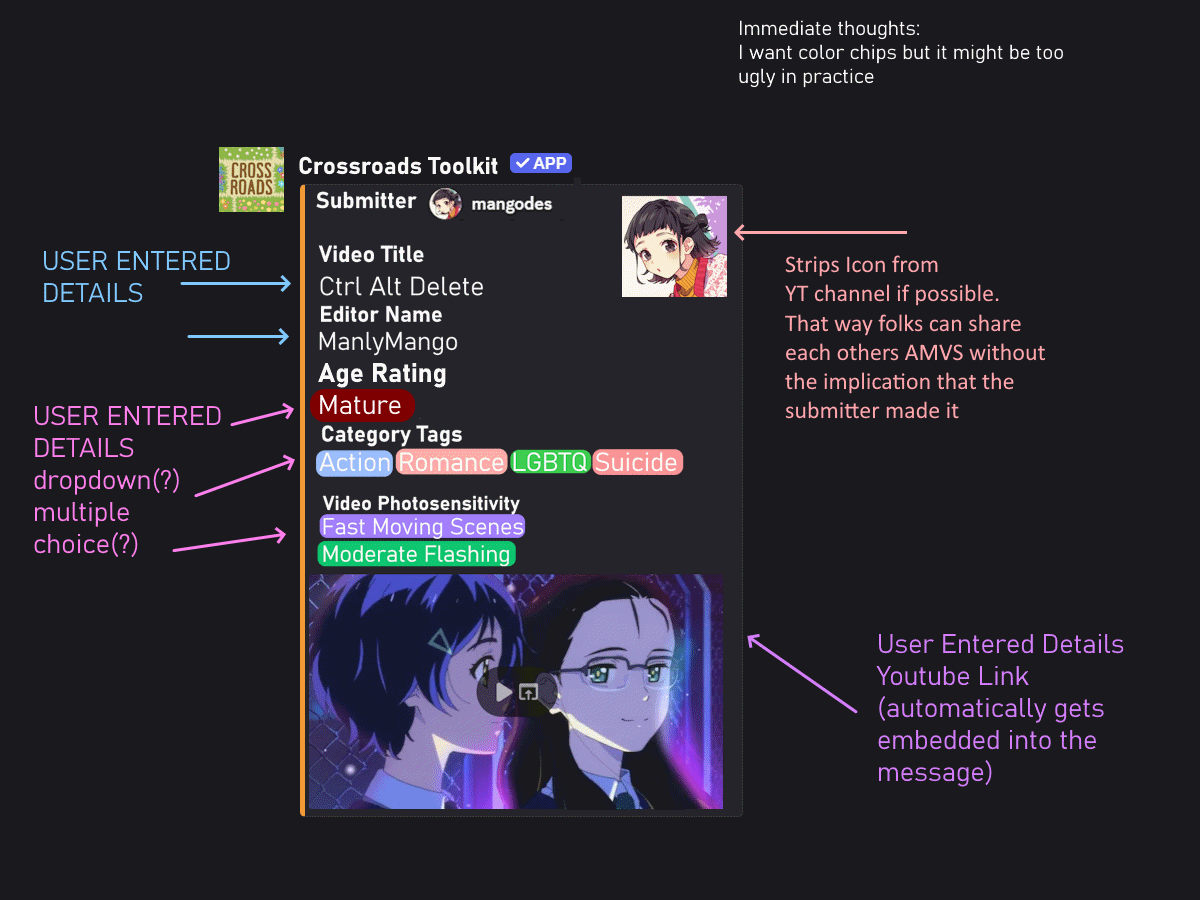 Immediate thoughts:
I want color chips but it might be too
ugly in practice
CROSS
ROADS
Crossroads Toolkit
APP
Submitter
mangodes
Video Title
Ctrl Alt Delete
Editor Name
ManlyMango
Age Rating
Mature
Category Tags
Action Romance LGBTQ Suicide
Video Photosensitivity
Fast Moving Scenes
Moderate Flashing
USER ENTERED
DETAILS
USER ENTERED
DETAILS
dropdown(?)
multiple
choice(?)
Strips Icon from
YT channel if possible.
That way folks can share
each others AMVS without
the implication that the
submitter made it
User Entered Details
Youtube Link
(automatically gets
embedded into the
message)